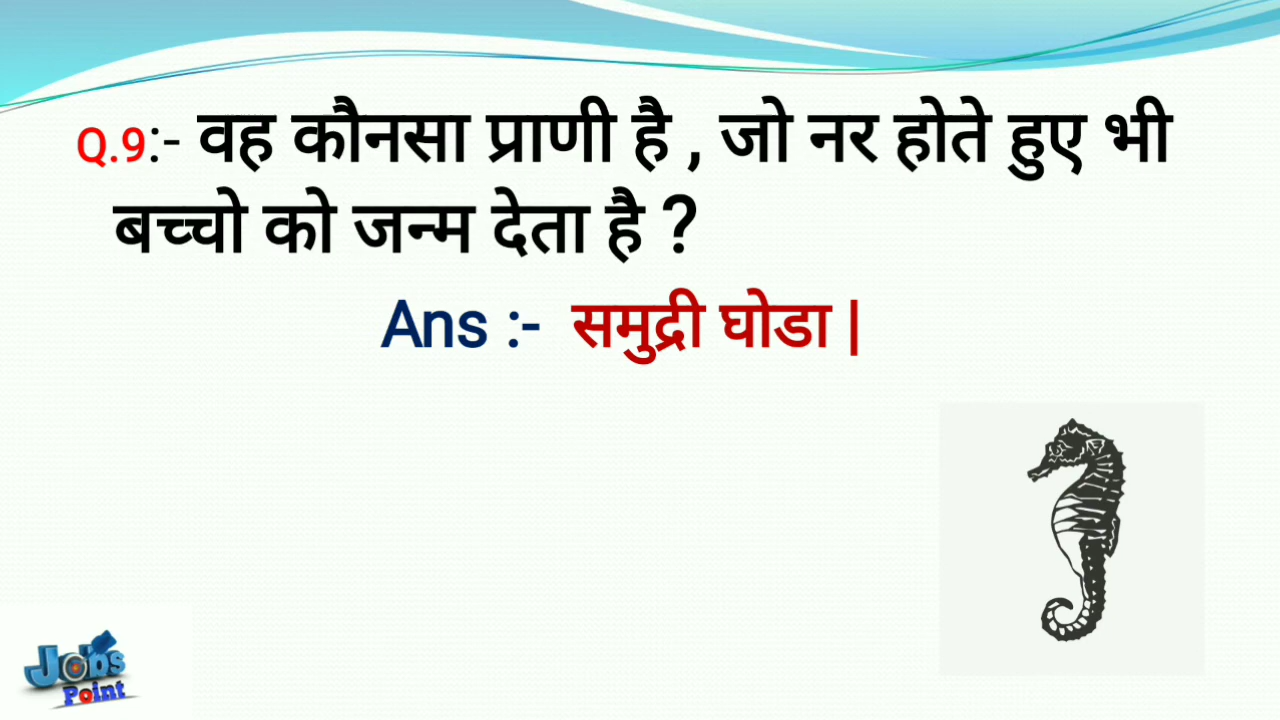 Q.9:- वह कौनसा प्राणी है , जो नर होते हुए भी
बच्चो को जन्म देता है ?
Ans :- समुद्री घोडा |
Jobs
Point